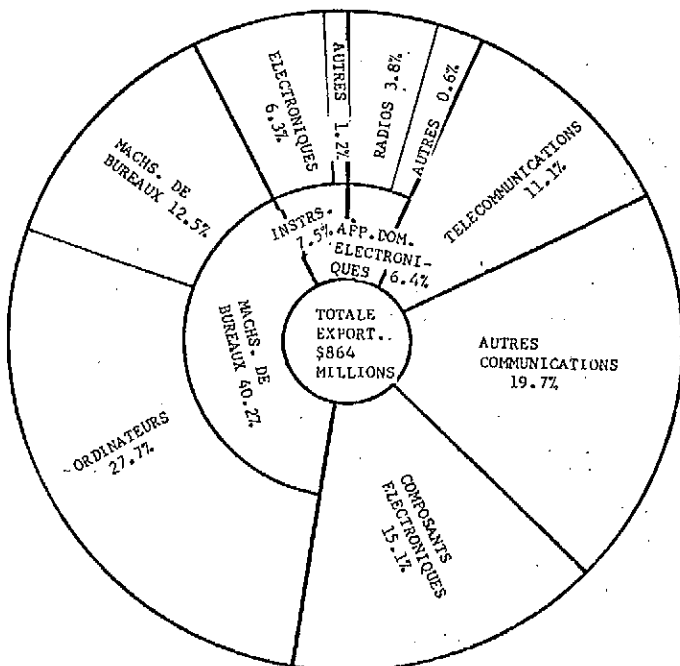 ELECTRONIQUES
6.3%
AUTRES 1.2%
RADIOS 3.8%
AUTRES 0.6%
MACHS. DE
BUREAUX 12.5%
TELECOMMUNICATIONS
11.1%
INSTRS.
7.5%
APP.DOM.
ELECTRONI-
QUES 6.4%
MACHS. DE
BUREAUX 40.2%
TOTALE
EXPORT..
$864
MILLIONS
AUTRES
COMMUNICATIONS
19.7%
ORDINATEURS
27.7%
COMPOSANTS
ELECTRONIQUES
15.1%